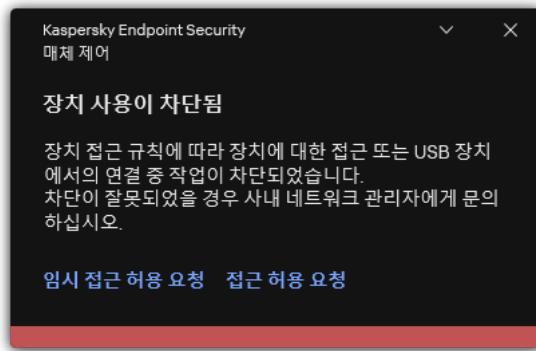 Kaspersky Endpoint Security
매체 제어
장치 사용이 차단됨
장치 접근 규칙에 따라 장치에 대한 접근 또는 USB 장치
에서의 연결 중 작업이 차단되었습니다.
차단이 잘못되었을 경우 사내 네트워크 관리자에게 문의
하십시오.
임시 접근 허용 요청 접근 허용 요청